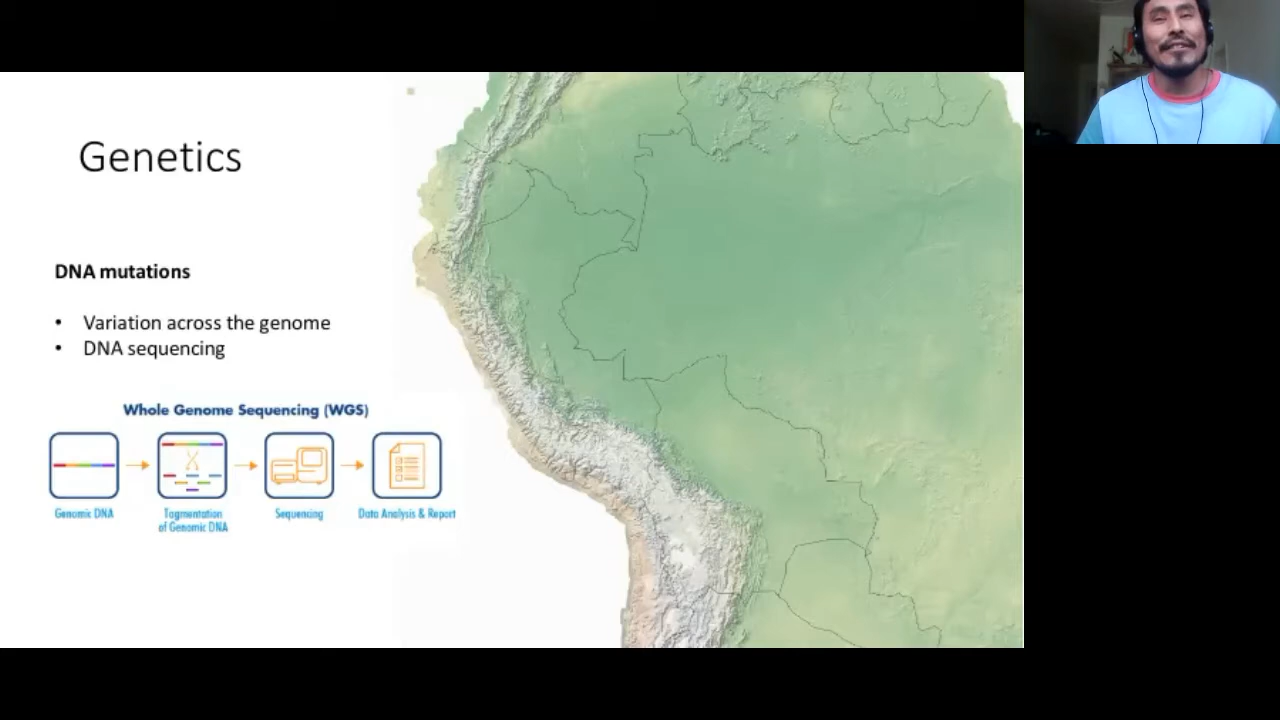 Genetics
DNA mutations
• Variation across the genome
• DNA sequencing
Whole Genome Sequencing (WGS)
Genomic DNA
Tagmentation
of Genomic DNA
Sequencing
Data Analysis & Report